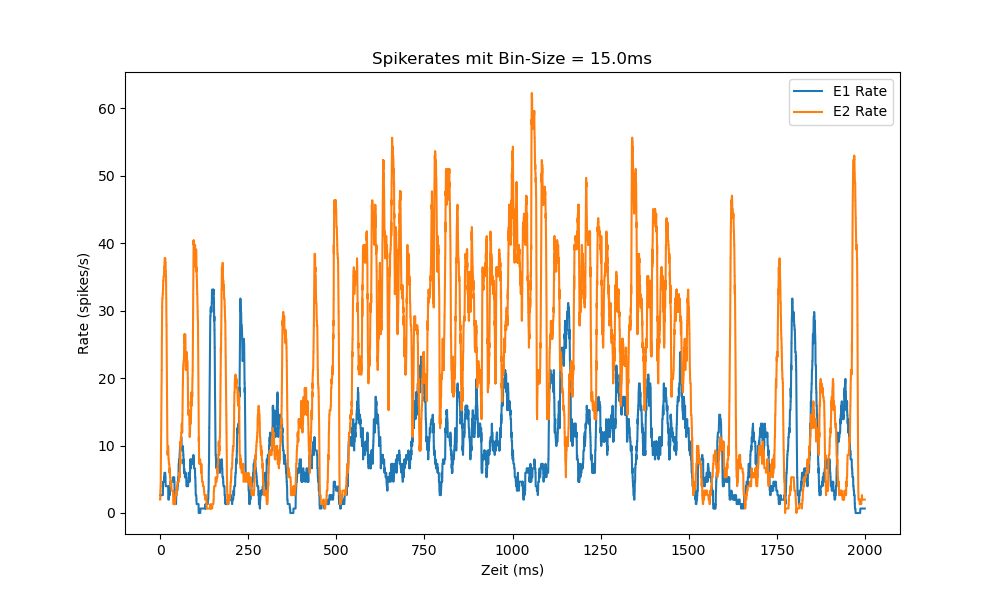 Spikerates mit Bin-Size = 15.0ms
E1 Rate
E2 Rate
Rate (spikes/s)
60
50
40
30
20
10
0
0 250 500 750 1000 1250 1500 1750 2000
Zeit (ms)